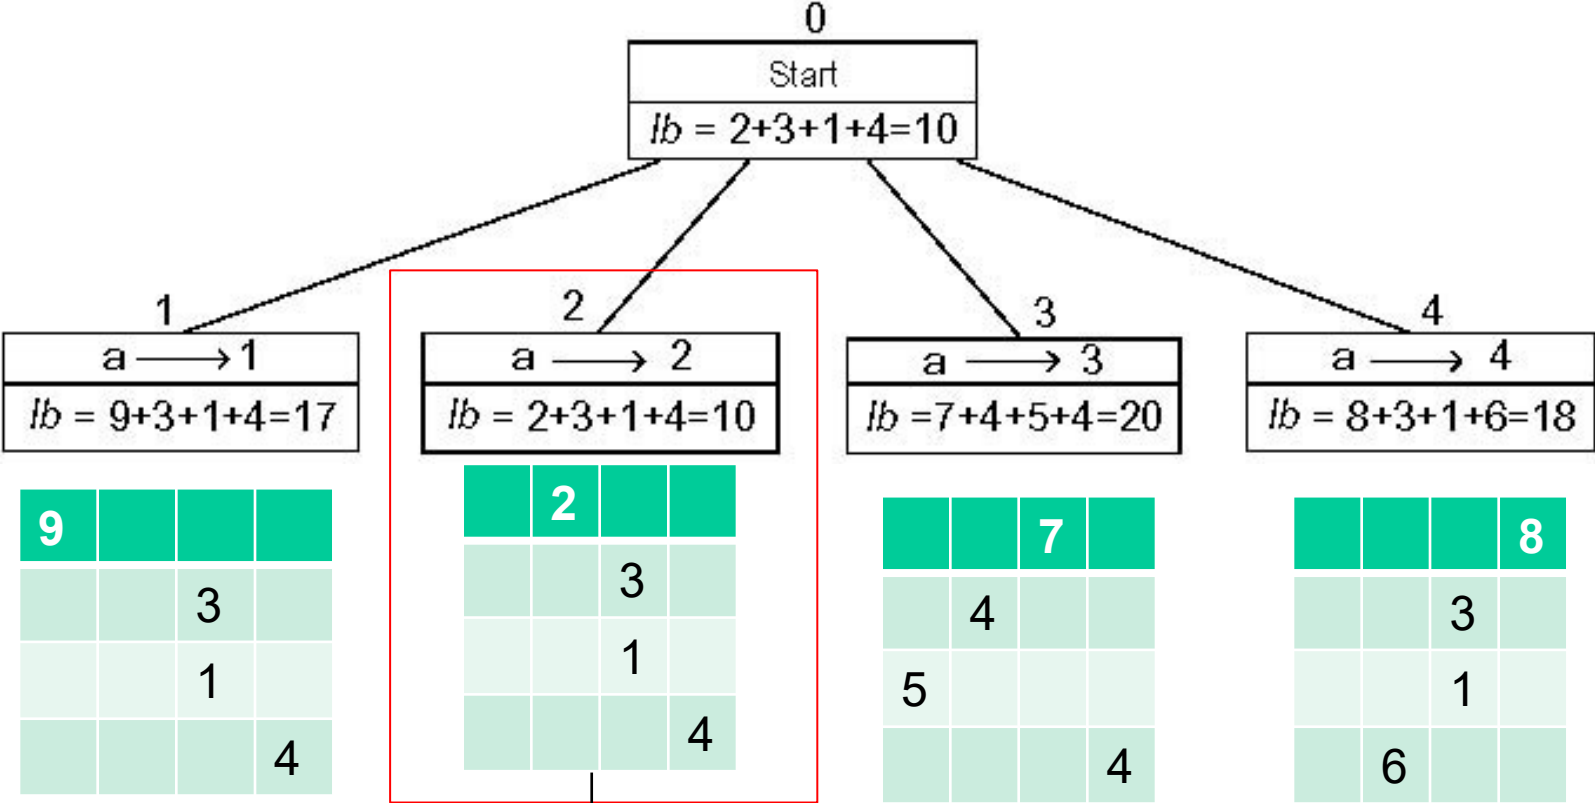 0
Start
lb = 2+3+1+4=10
1
a ⟶ 1
lb = 9+3+1+4=17
2
a ⟶ 2
lb = 2+3+1+4=10
3
a ⟶ 3
lb =7+4+5+4=20
4
a ⟶ 4
lb = 8+3+1+6=18
9
3
1
4
2
3
1
4
7
4
5
4
8
3
1
6